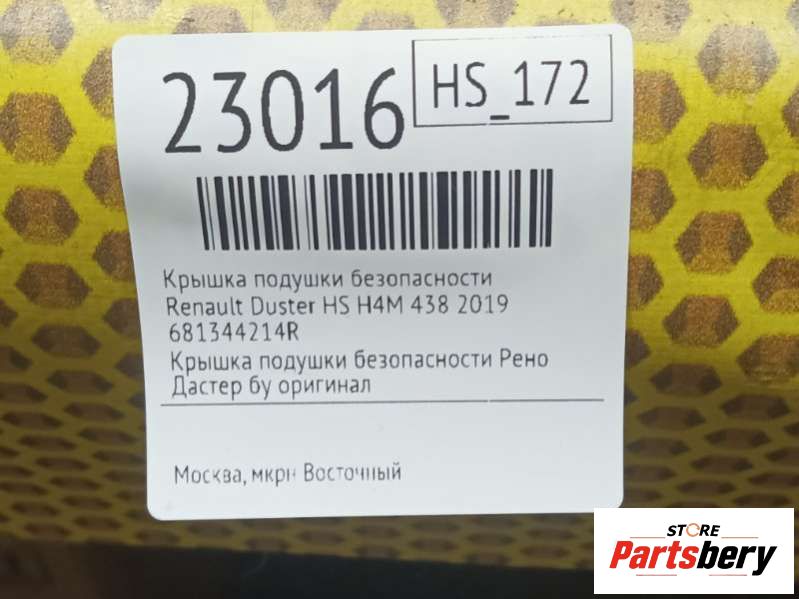 23016
HS_172
Крышка подушки безопасности
Renault Duster HS H4M 438 2019
681344214R
Крышка подушки безопасности Рено
Дастер бу оригинал
Москва, мкрн Восточный
STORE
Partsbery